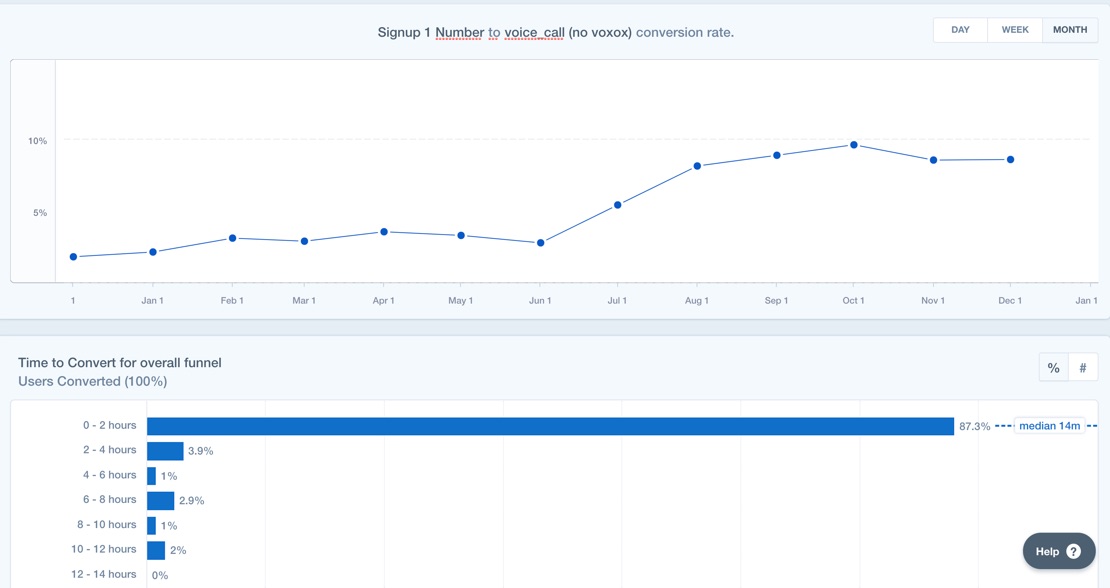 Signup 1 Number to voice_call (no voxox) conversion rate.
DAY WEEK MONTH
10%
5%
1 Jan 1 Feb 1 Mar 1 Apr 1 May 1 Jun 1 Jul 1 Aug 1 Sep 1 Oct 1 Nov 1 Dec 1 Jan 1
Time to Convert for overall funnel
Users Converted (100%)
% #
0 - 2 hours 87.3% median 14m
2 - 4 hours 3.9%
4 - 6 hours 1%
6 - 8 hours 2.9%
8 - 10 hours 1%
10 - 12 hours 2%
12 - 14 hours 0%
Help ?